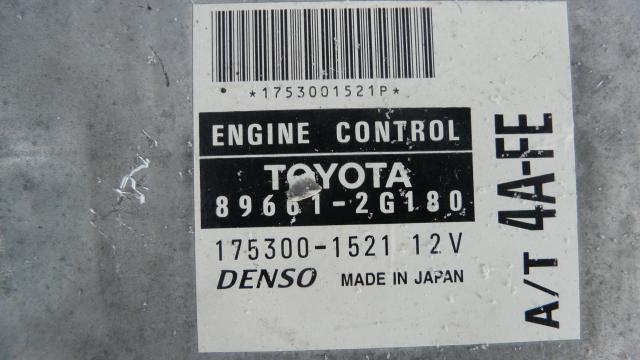 *1753001521P*
ENGINE CONTROL
TOYOTA
89661-2G180
175300-1521 12V
DENSO MADE IN JAPAN
A/T 4A-FE